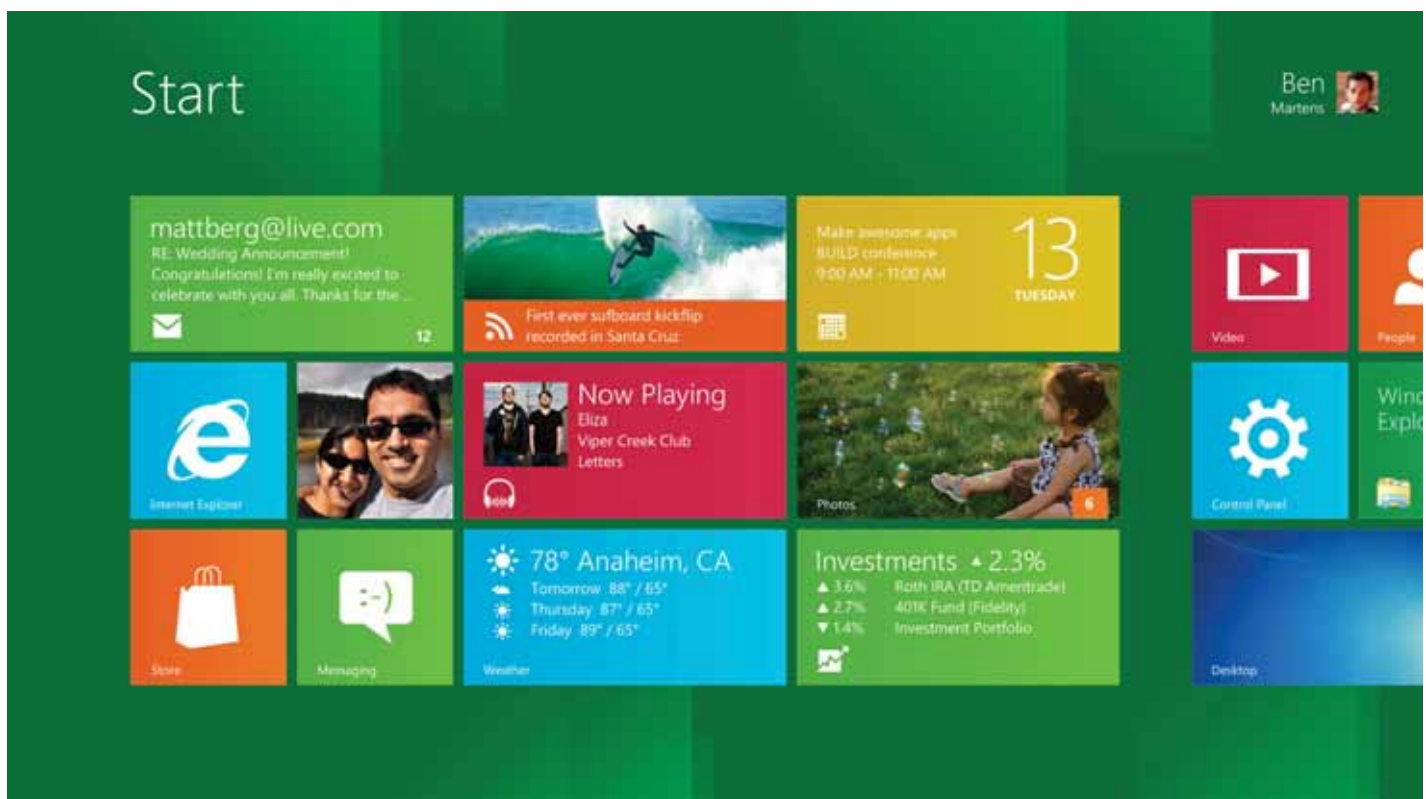 Start
Ben
Martens
mattberg@live.com
RE: Wedding Announcement!
Congratulations! I'm really excited to
celebrate with you all. Thanks for the ...
12
First ever sufboard kickflip
recorded in Santa Cruz
Make awesome apps
BUILD conference
9:00 AM - 11:00 AM
13
TUESDAY
Video
People
Internet Explorer
Now Playing
Eliza
Viper Creek Club
Letters
Photos
6
Control Panel
Wind
Explo
Store
:-)
Messaging
78° Anaheim, CA
Tomorrow 88° / 65°
Thursday 87° / 65°
Friday 89° / 65°
Weather
Investments ▲ 2.3%
▲ 3.6% Roth IRA (TD Ameritrade)
▲ 2.7% 401K Fund (Fidelity)
▼ 1.4% Investment Portfolio
Desktop